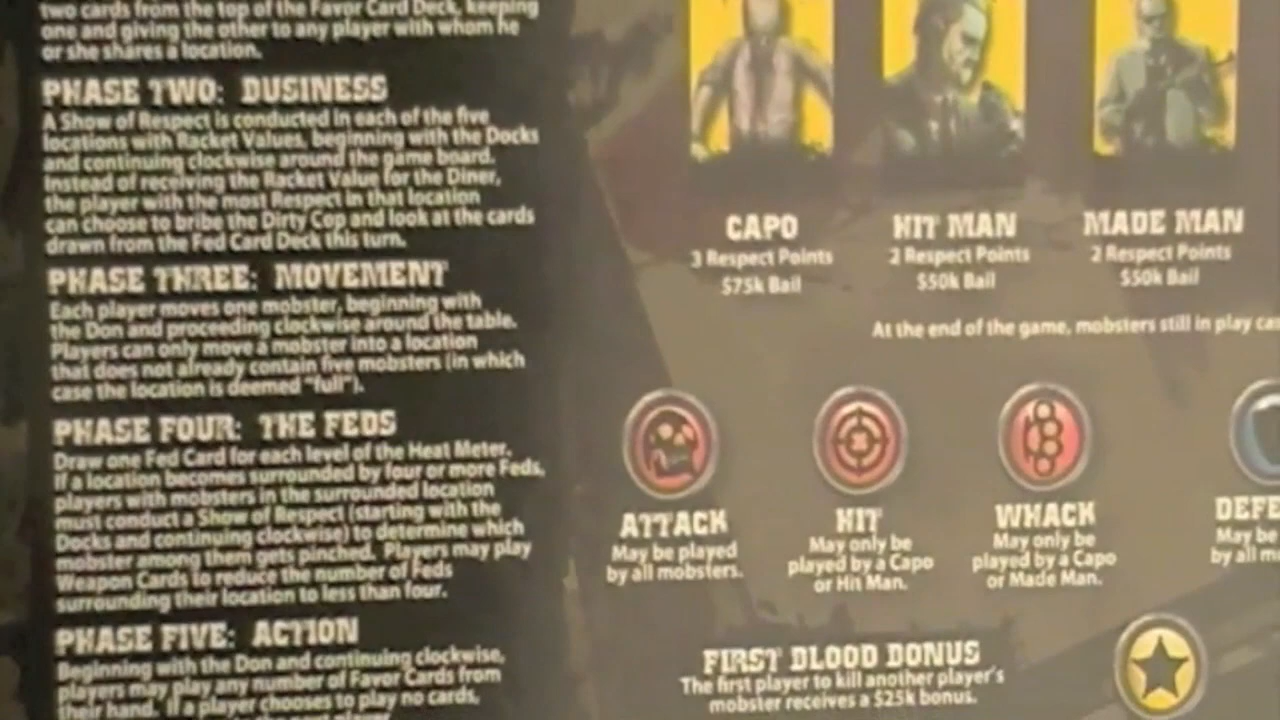 two cards from the top of the Favor Card Deck, keeping
one and giving the other to any player with whom he
or she shares a location.
PHASE TWO: BUSINESS
A Show of Respect is conducted in each of the five
locations with Racket Values, beginning with the Docks
and continuing clockwise around the game board.
Instead of receiving the Racket Value for the Diner,
the player with the most Respect in that location
can choose to bribe the Dirty Cop and look at the cards
drawn from the Fed Card Deck this turn.
PHASE THREE: MOVEMENT
Each player moves one mobster, beginning with
the Don and proceeding clockwise around the table.
Players can only move a mobster into a location
that does not already contain five mobsters (in which
case the location is deemed "full").
PHASE FOUR: THE FEDS
Draw one Fed Card for each level of the Heat Meter.
If a location becomes surrounded by four or more Feds,
players with mobsters in the surrounded location
must conduct a Show of Respect (starting with the
Docks and continuing clockwise) to determine which
mobster among them gets pinched. Players may play
Weapon Cards to reduce the number of Feds
surrounding their location to less than four.
PHASE FIVE: ACTION
Beginning with the Don and continuing clockwise,
players may play any number of Favor Cards from
their hand. If a player chooses to play no cards,
CAPO
3 Respect Points
$75k Bail
HIT MAN
2 Respect Points
$50k Bail
MADE MAN
2 Respect Points
$50k Bail
At the end of the game, mobsters still in play ca
ATTACK
May be played
by all mobsters.
HIT
May only be
played by a Capo
or Hit Man.
WHACK
May only be
played by a Capo
or Made Man.
DEFE
May be
by all m
FIRST BLOOD BONUS
The first player to kill another player's
mobster receives a $25k bonus.